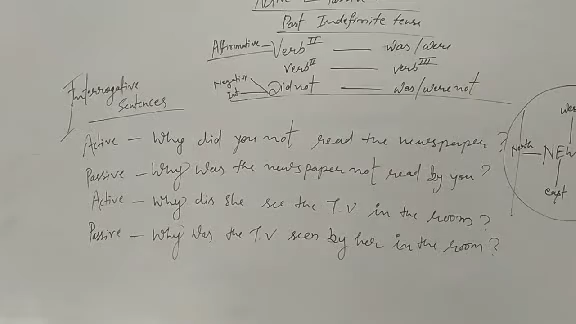 Past Indefinite tense
Affirmative - Verb II —— was/were
Verb II —— verb III
Negative
Int
Did not —— was/were not
Interrogative
Sentences
Active - Why did you not read the newspaper?
Passive - Why was the newspaper not read by you?
Active - Why dis she see the T.V in the room?
Passive - Why was the T.V seen by her in the room?
North - NEW
east